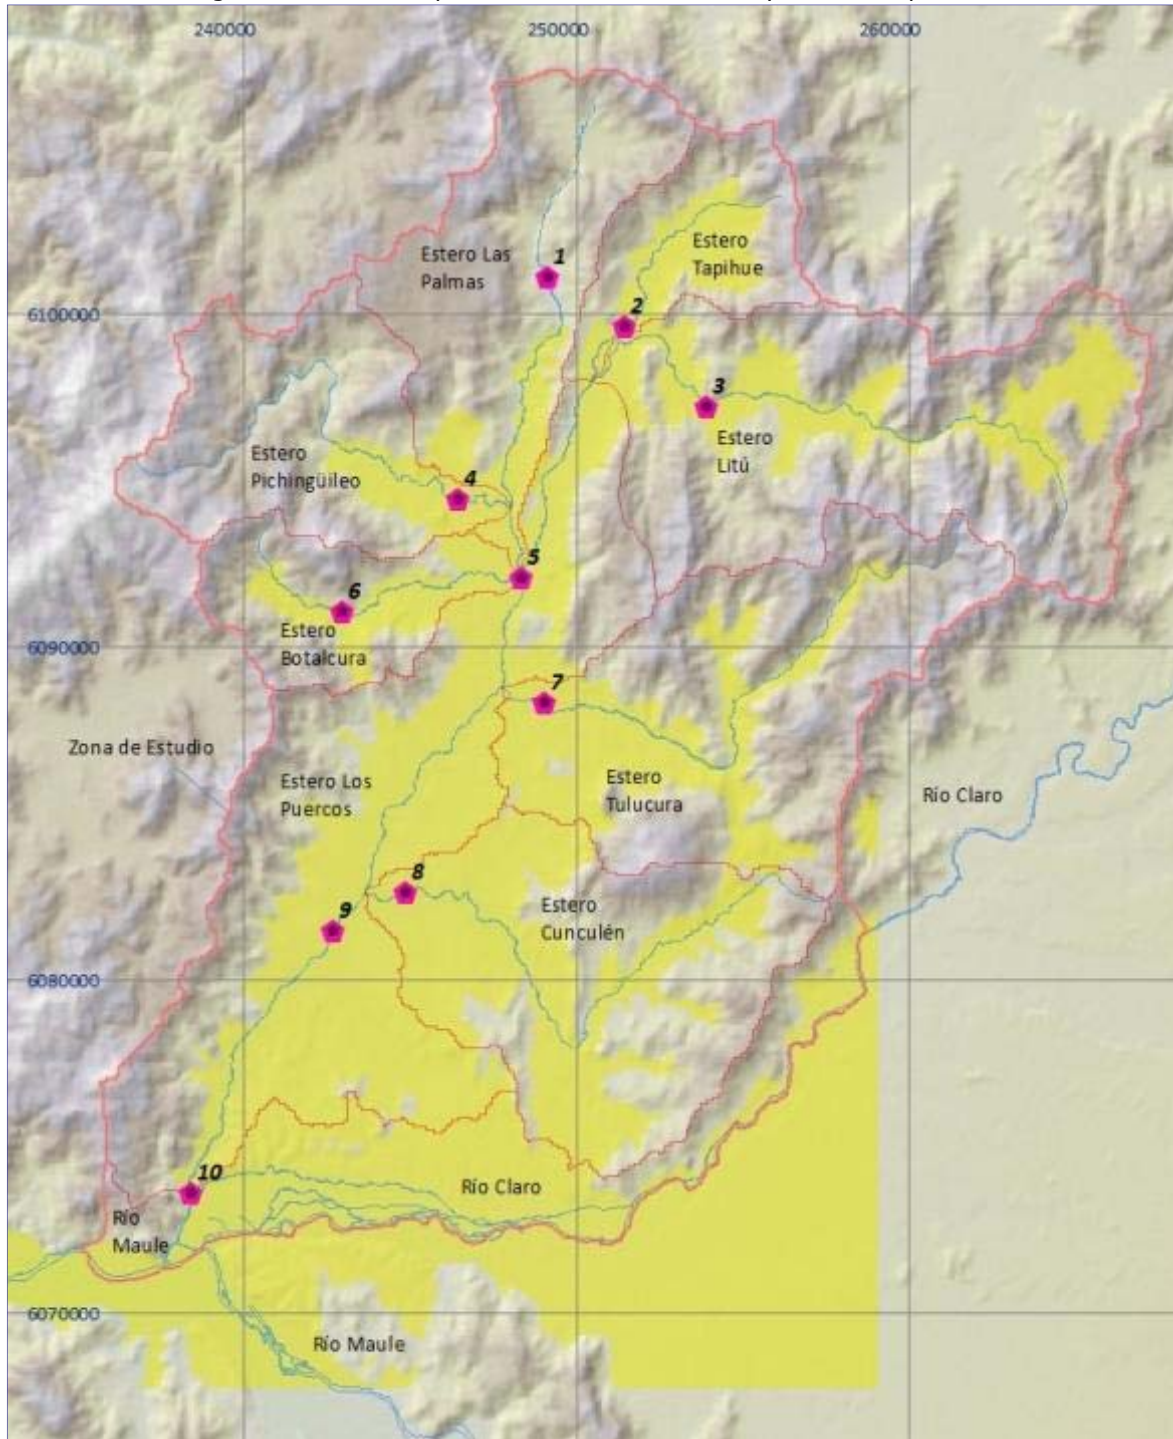 240000 250000 260000
Estero
Tapihue
Estero Las
Palmas
1
6100000
2
3
Estero
Litú
Estero
Pichingüileo
4
5
6
Estero
Botalcura
6090000
7
Zona de Estudio
Estero Los
Puercos
Estero
Tulucura
Río Claro
8
Estero
Cunculén
9
6080000
10
Río Claro
Río
Maule
6070000
Río Maule